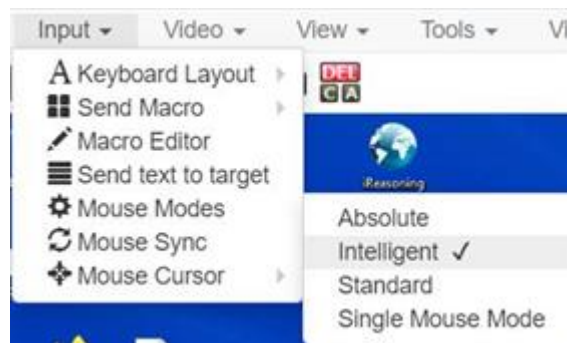 Input Video View Tools Vi
A Keyboard Layout
Send Macro
Macro Editor
Send text to target
Mouse Modes
Mouse Sync
Mouse Cursor
DEL
C A
iReasoning
Absolute
Intelligent ✓
Standard
Single Mouse Mode